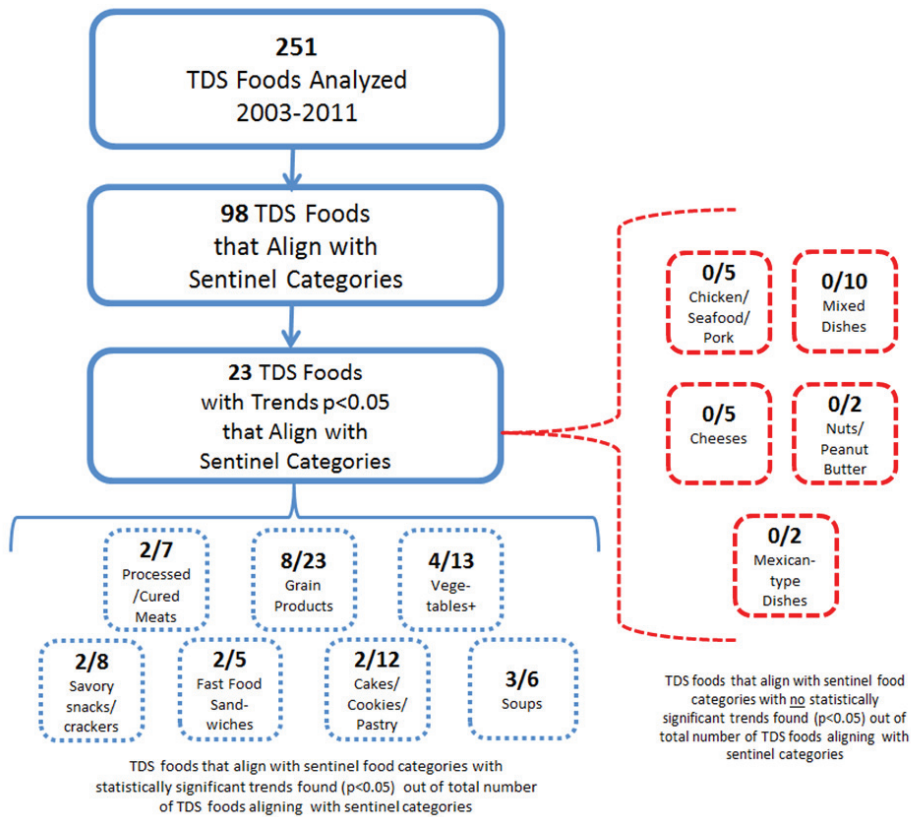 251
TDS Foods Analyzed
2003-2011
98 TDS Foods
that Align with
Sentinel Categories
23 TDS Foods
with Trends p<0.05
that Align with
Sentinel Categories
2/7
Processed
/Cured
Meats
8/23
Grain
Products
4/13
Vege-
tables+
2/8
Savory
snacks/
crackers
2/5
Fast Food
Sand-
wiches
2/12
Cakes/
Cookies/
Pastry
3/6
Soups
TDS foods that align with sentinel food categories with
statistically significant trends found (p<0.05) out of total number
of TDS foods aligning with sentinel categories
0/5
Chicken/
Seafood/
Pork
0/10
Mixed
Dishes
0/5
Cheeses
0/2
Nuts/
Peanut
Butter
0/2
Mexican-
type
Dishes
TDS foods that align with sentinel food
categories with no statistically
significant trends found (p<0.05) out of
total number of TDS foods aligning with
sentinel categories